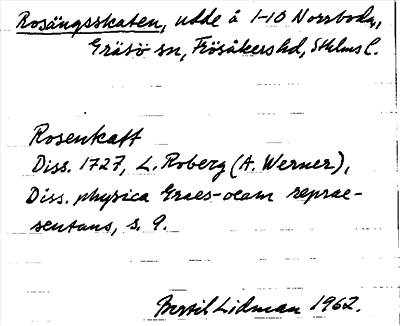 Rosängsskaten, udde å 1-10 Norrboda,
Gräsö sn, Frösåkers hd, Sthlms l.
Rosenkatt
Diss. 1727, L. Roberg (A. Werner),
Diss. physica Graes-oeam reprae-
sentans, s. 9.
Bertil Lidman 1962.